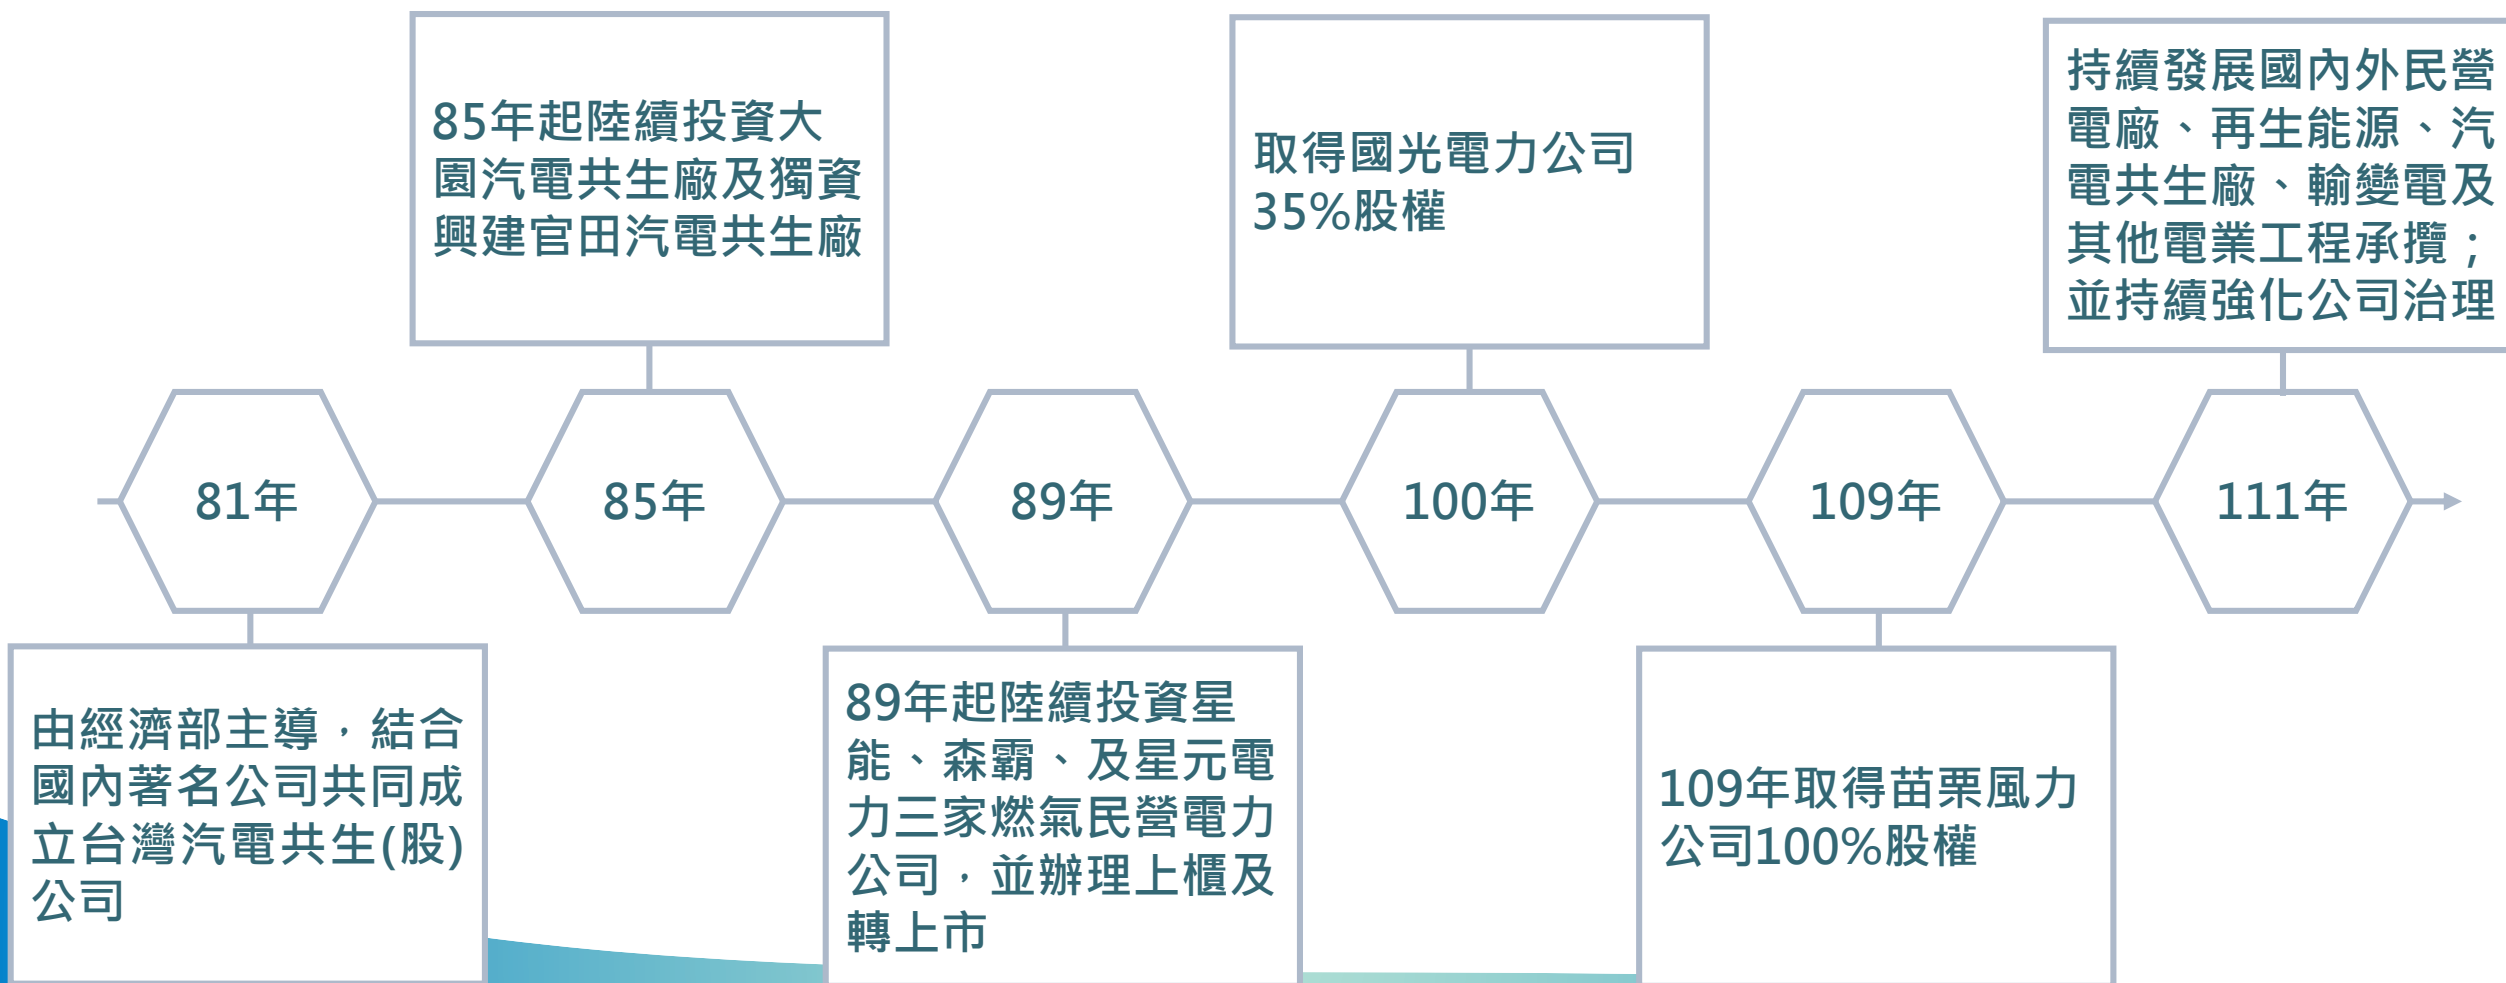 85年起陸續投資大
園汽電共生廠及獨資
興建官田汽電共生廠
取得國光電力公司
35%股權
持續發展國內外民營
電廠、再生能源、汽
電共生廠、輸變電及
其他電業工程承攬；
並持續強化公司治理
81年
85年
89年
100年
109年
111年
由經濟部主導，結合
國內著名公司共同成
立台灣汽電共生(股)
公司
89年起陸續投資星
能、森霸、及星元電
力三家燃氣民營電力
公司，並辦理上櫃及
轉上市
109年取得苗栗風力
公司100%股權